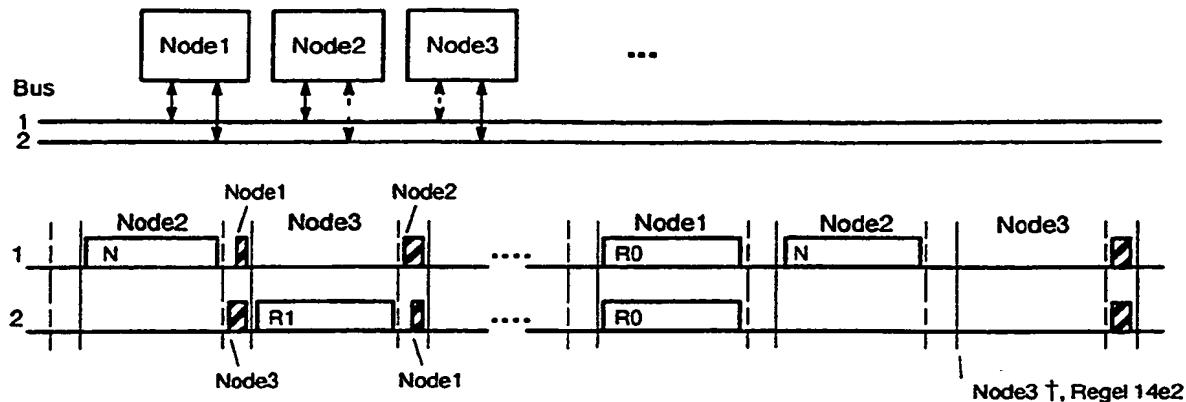 Node1 Node2 Node3 ...
Bus
1
2
Node1 Node2
Node2 Node3 Node1 Node2 Node3
1 N .... R0 N
2 R1 .... R0
Node3 Node1
Node3 †, Regel 14e2